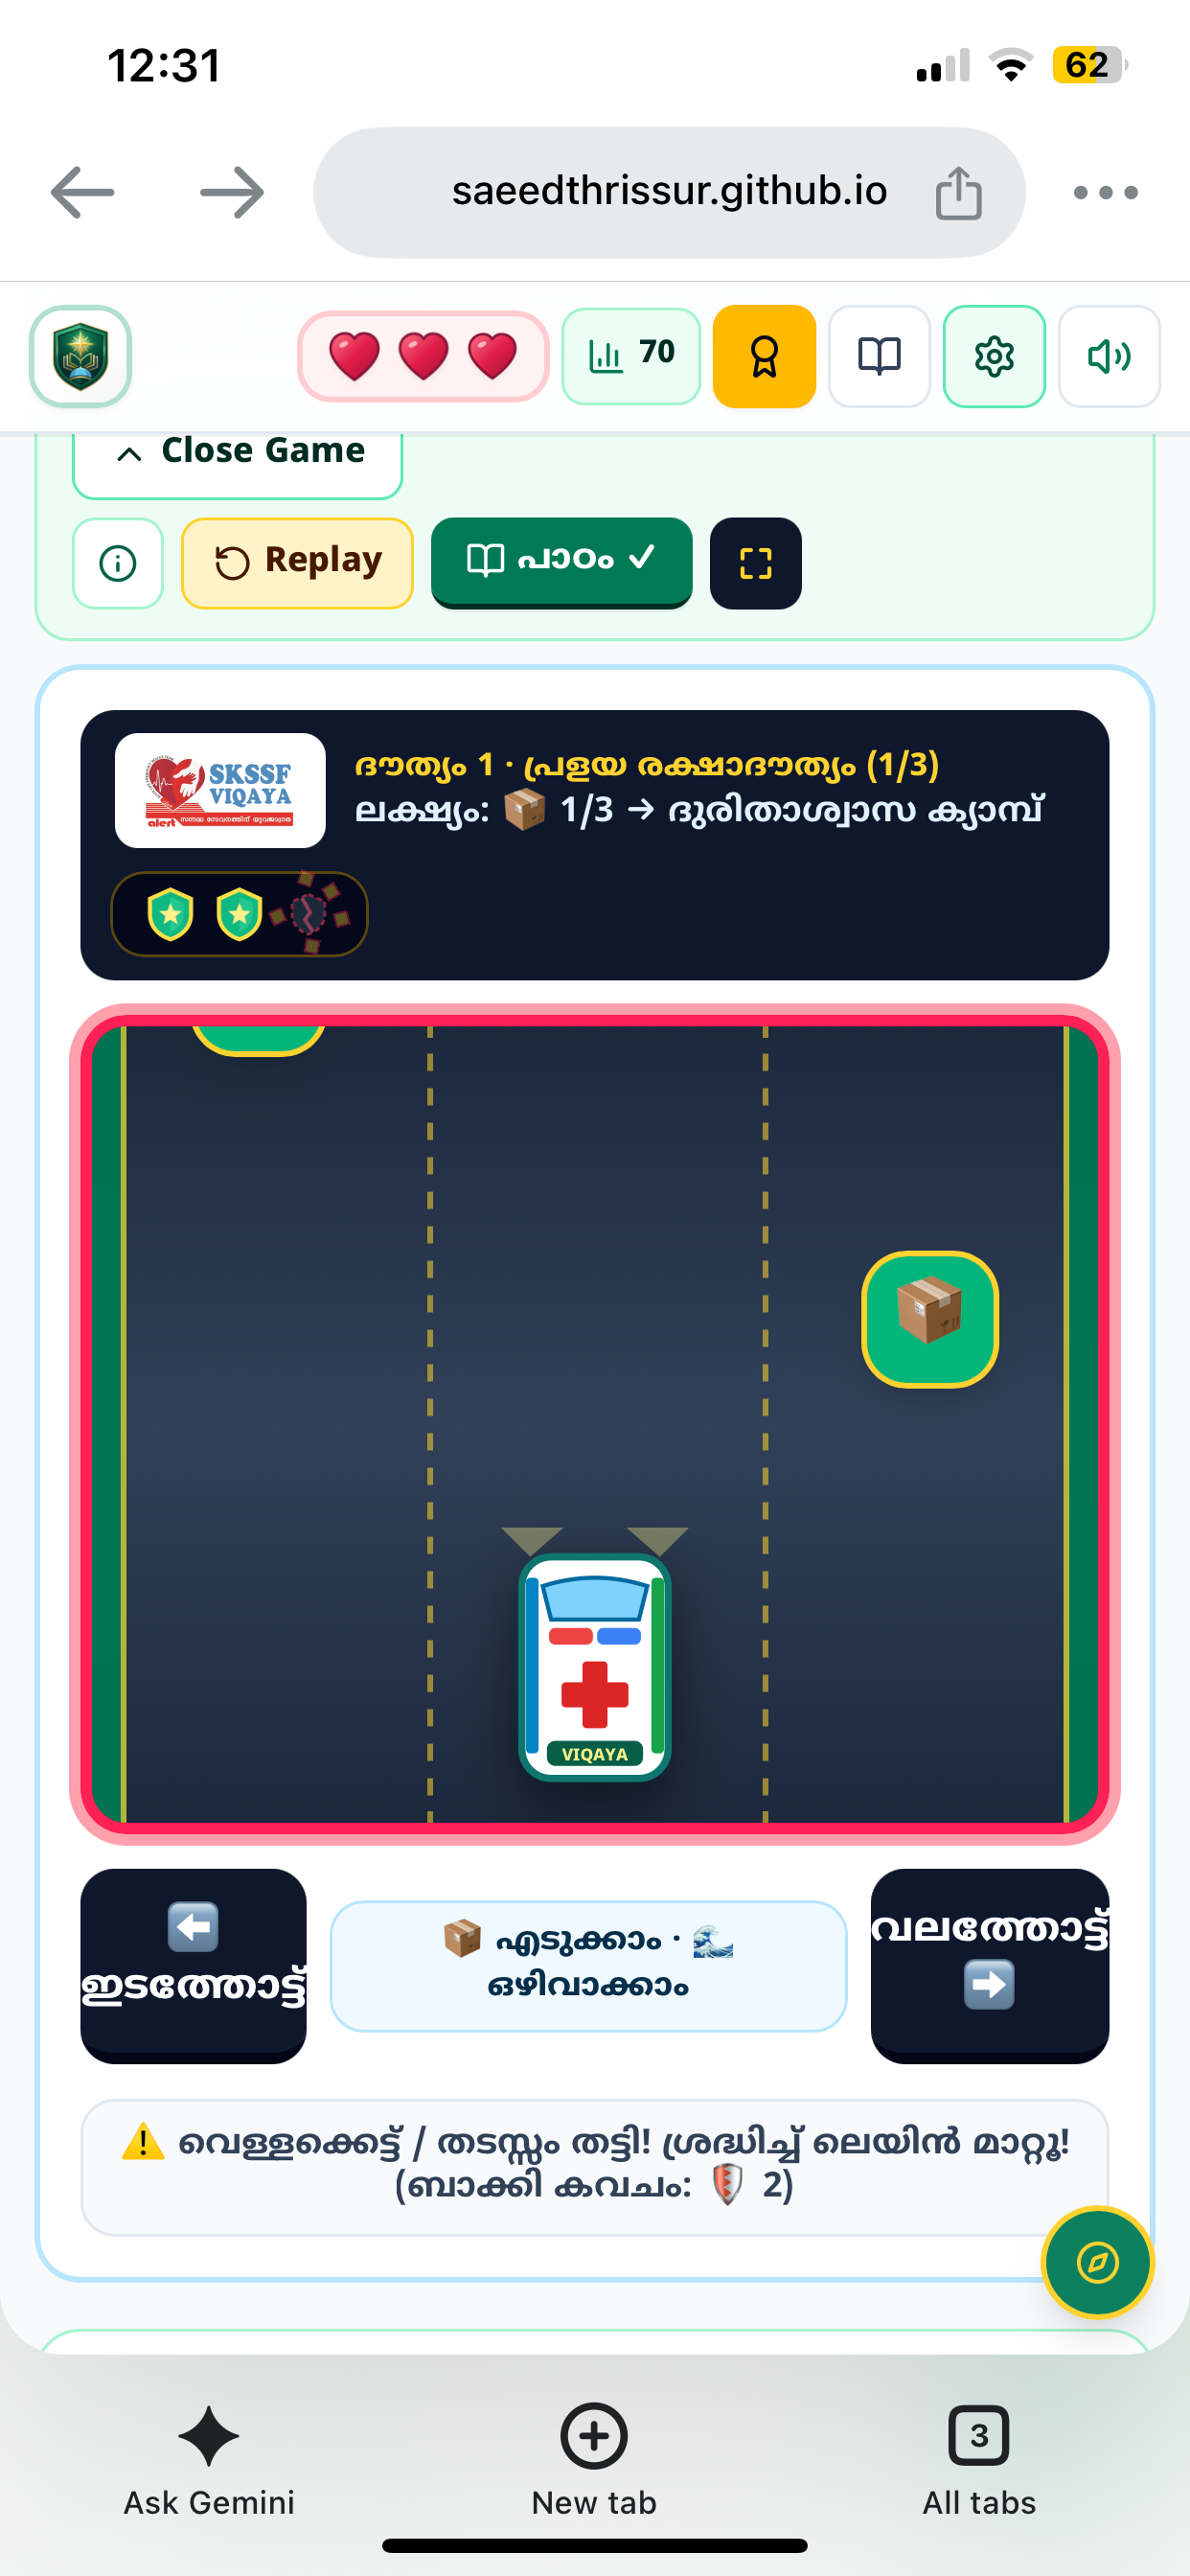 12:31
62
saeedthrissur.github.io
70
Close Game
Replay
പാഠം ✓
SKSSF
VIQAYA
alert
ദൗത്യം 1 · പ്രളയ രക്ഷാദൗത്യം (1/3)
ലക്ഷ്യം: 📦 1/3 → ദുരിതാശ്വാസ ക്യാമ്പ്
VIQAYA
⬅️
ഇടത്തോട്ട്
📦 എടുക്കാം · 🌊
ഒഴിവാക്കാം
വലത്തോട്ട്
➡️
⚠️ വെള്ളക്കെട്ട് / തടസ്സം തട്ടി! ശ്രദ്ധിച്ച് ലെയിൻ മാറ്റൂ!
(ബാക്കി കവചം: 🛡️ 2)
Ask Gemini
New tab
3
All tabs